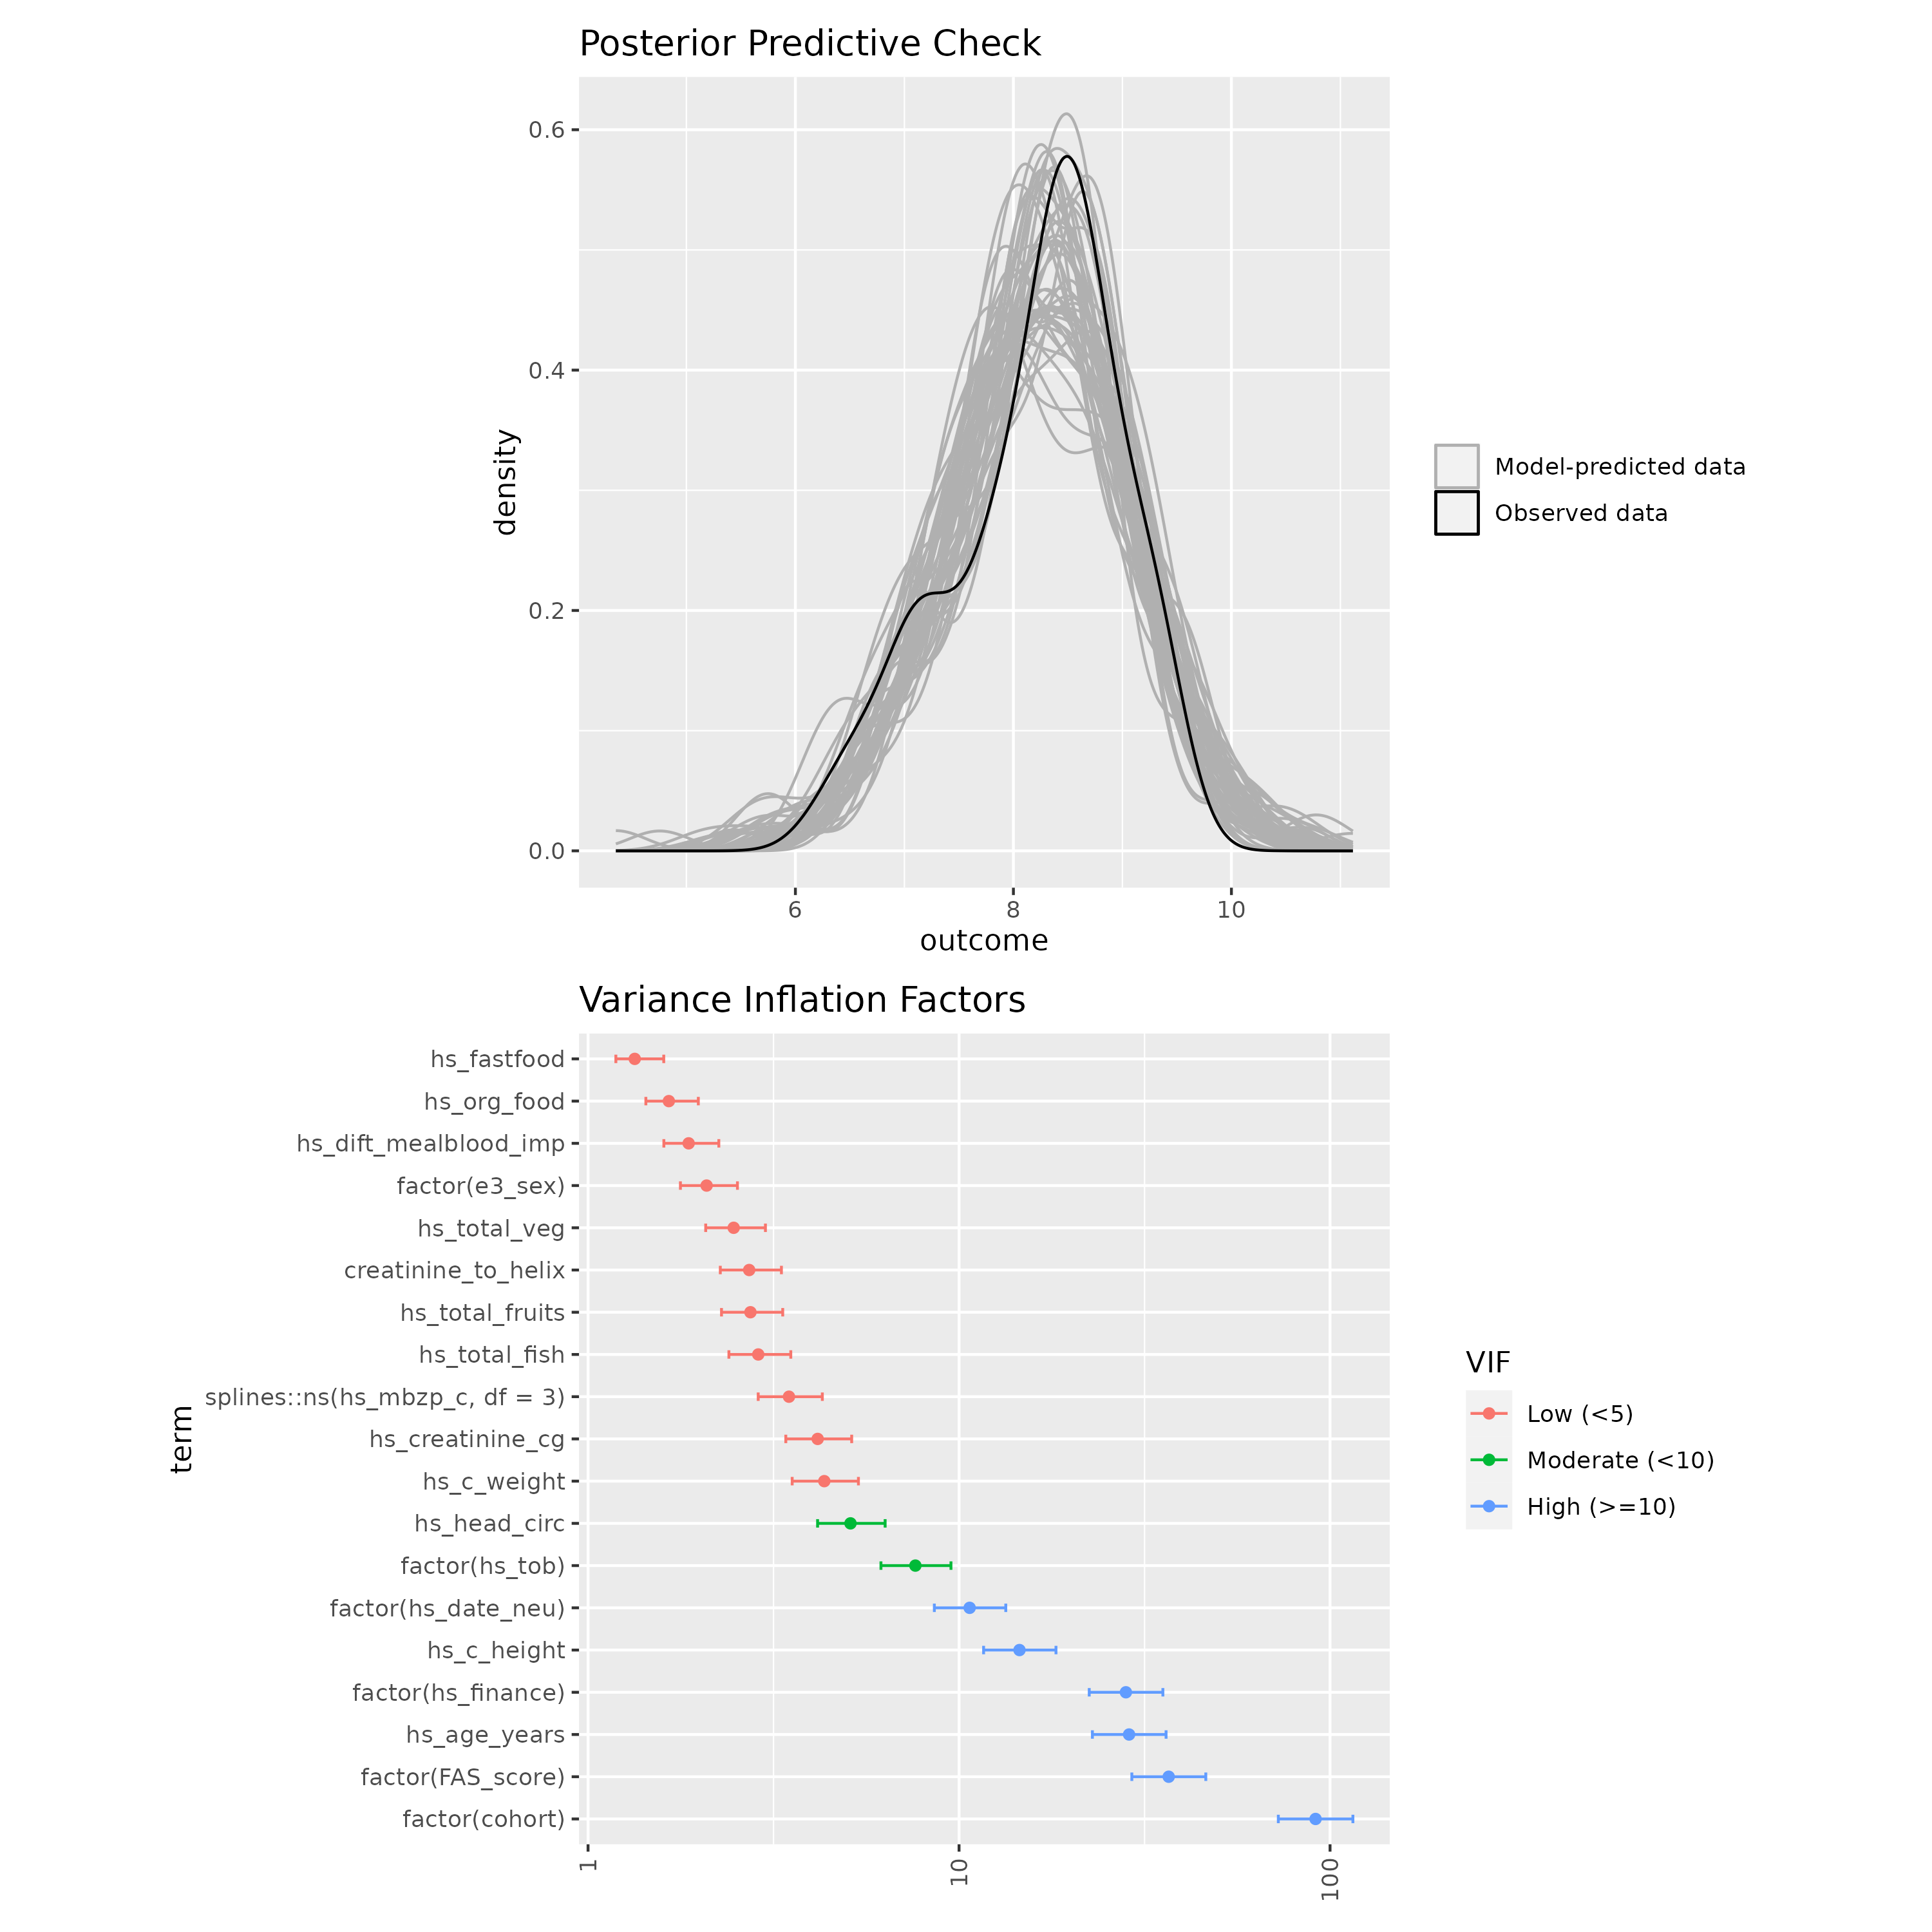 Posterior Predictive Check
0.6
0.4
0.2
0.0
density
6
8
10
outcome
Model-predicted data
Observed data
Variance Inflation Factors
hs_fastfood
hs_org_food
hs_dift_mealblood_imp
factor(e3_sex)
hs_total_veg
creatinine_to_helix
hs_total_fruits
hs_total_fish
splines::ns(hs_mbzp_c, df = 3)
hs_creatinine_cg
hs_c_weight
hs_head_circ
factor(hs_tob)
factor(hs_date_neu)
hs_c_height
factor(hs_finance)
hs_age_years
factor(FAS_score)
factor(cohort)
term
1
10
100
VIF
Low (<5)
Moderate (<10)
High (>=10)